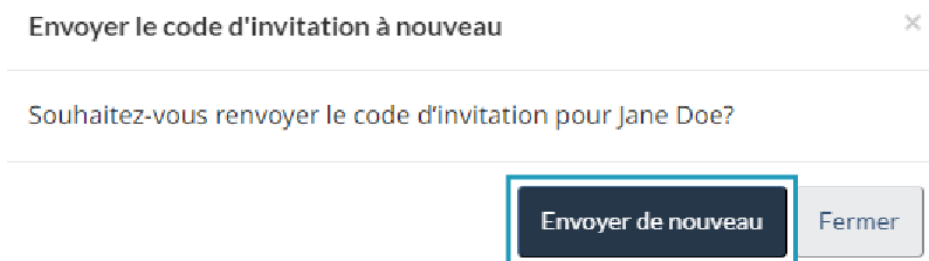 Envoyer le code d'invitation à nouveau
×
Souhaitez-vous renvoyer le code d'invitation pour Jane Doe?
Envoyer de nouveau
Fermer